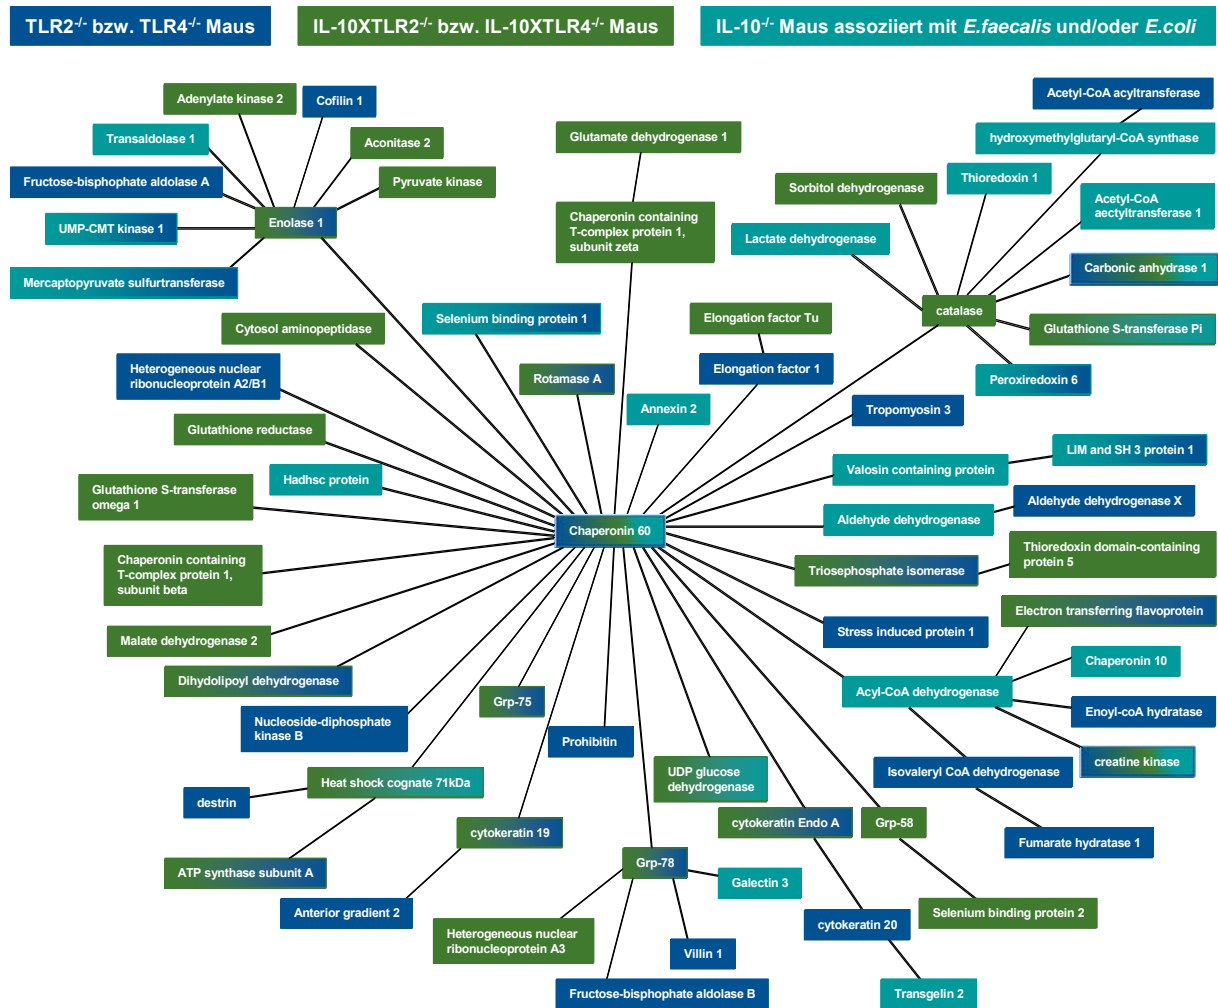 TLR2-/- bzw. TLR4-/- Maus
IL-10XTLR2-/- bzw. IL-10XTLR4-/- Maus
IL-10-/- Maus assoziiert mit E.faecalis und/oder E.coli
Adenylate kinase 2
Cofilin 1
Transaldolase 1
Aconitase 2
Fructose-bisphophate aldolase A
Pyruvate kinase
UMP-CMT kinase 1
Enolase 1
Mercaptopyruvate sulfurtransferase
Glutamate dehydrogenase 1
Chaperonin containing
T-complex protein 1,
subunit zeta
Acetyl-CoA acyltransferase
hydroxymethylglutaryl-CoA synthase
Thioredoxin 1
Sorbitol dehydrogenase
Acetyl-CoA
aectyltransferase 1
Lactate dehydrogenase
Carbonic anhydrase 1
catalase
Glutathione S-transferase Pi
Peroxiredoxin 6
Cytosol aminopeptidase
Selenium binding protein 1
Elongation factor Tu
Heterogeneous nuclear
ribonucleoprotein A2/B1
Rotamase A
Elongation factor 1
Annexin 2
Tropomyosin 3
Glutathione reductase
Hadhsc protein
Valosin containing protein
LIM and SH 3 protein 1
Glutathione S-transferase
omega 1
Aldehyde dehydrogenase X
Chaperonin 60
Aldehyde dehydrogenase
Chaperonin containing
T-complex protein 1,
subunit beta
Triosephosphate isomerase
Thioredoxin domain-containing
protein 5
Malate dehydrogenase 2
Stress induced protein 1
Electron transferring flavoprotein
Dihydolipoyl dehydrogenase
Chaperonin 10
Acyl-CoA dehydrogenase
Grp-75
Enoyl-coA hydratase
Nucleoside-diphosphate
kinase B
Prohibitin
creatine kinase
UDP glucose
dehydrogenase
Isovaleryl CoA dehydrogenase
Heat shock cognate 71kDa
destrin
cytokeratin Endo A
Grp-58
cytokeratin 19
Fumarate hydratase 1
ATP synthase subunit A
Grp-78
Galectin 3
Anterior gradient 2
Selenium binding protein 2
cytokeratin 20
Heterogeneous nuclear
ribonucleoprotein A3
Villin 1
Fructose-bisphophate aldolase B
Transgelin 2